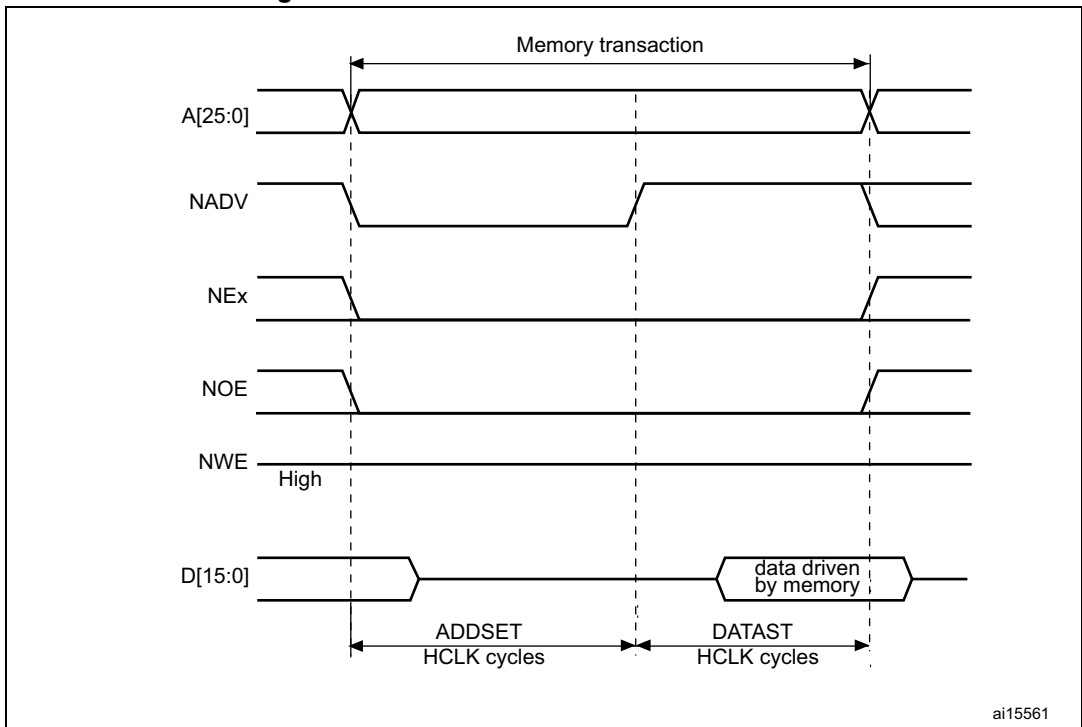 Memory transaction
A[25:0]
NADV
NEx
NOE
NWE
High
D[15:0]
data driven
by memory
ADDSET
HCLK cycles
DATAST
HCLK cycles
ai15561